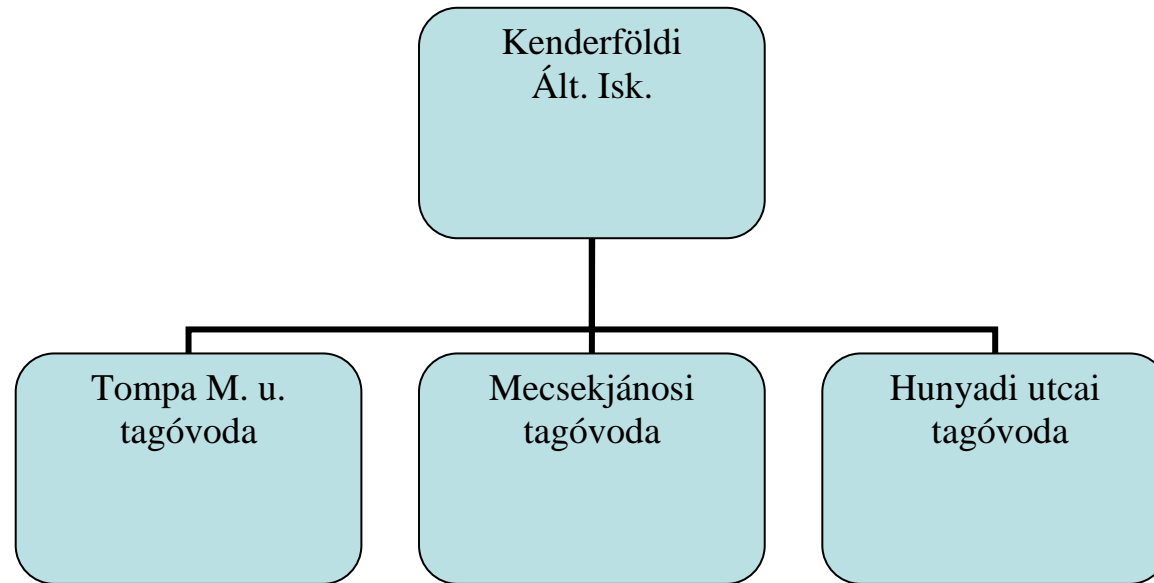 Kenderföldi
Ált. Isk.
Tompa M. u.
tagóvoda
Mecsekjánosi
tagóvoda
Hunyadi utcai
tagóvoda